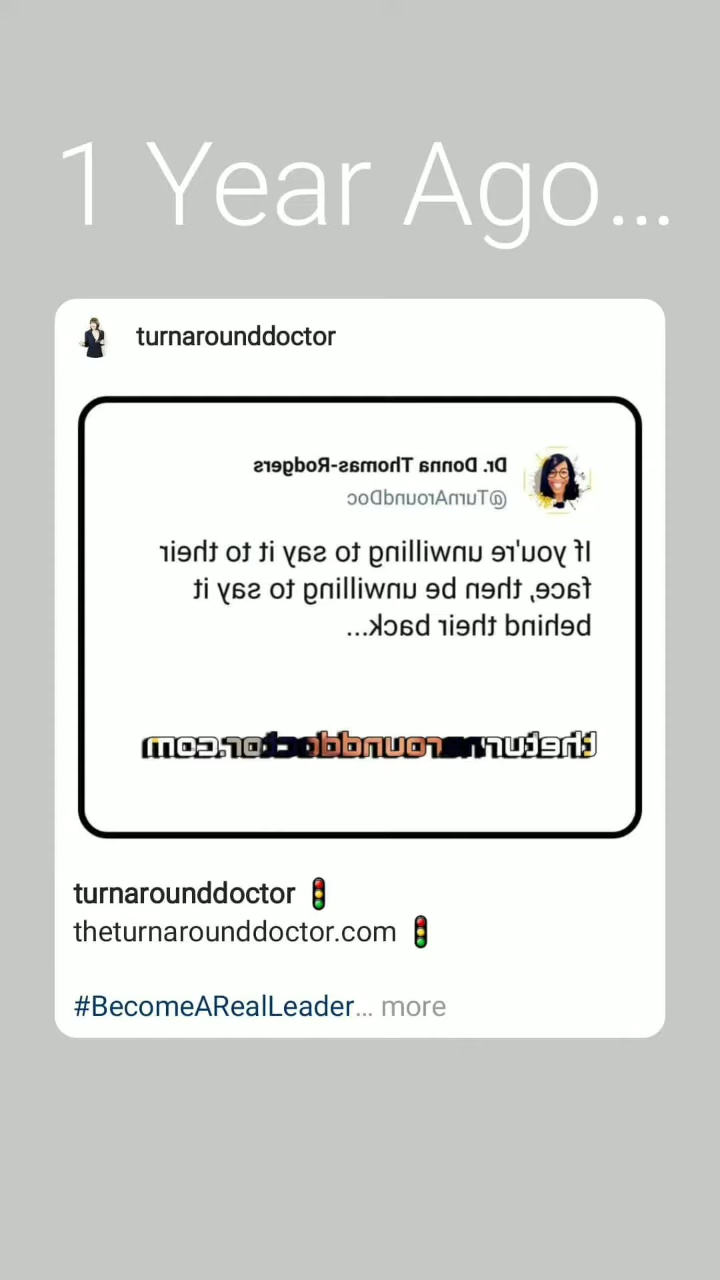 1 Year Ago...
turnarounddoctor
Dr. Donna Thomas-Rodgers
@TurnAroundDoc
If you're unwilling to say it to their
face, then be unwilling to say it
behind their back...
theturnarounddoctor.com
turnarounddoctor 🚦
theturnarounddoctor.com 🚦
#BecomeARealLeader... more